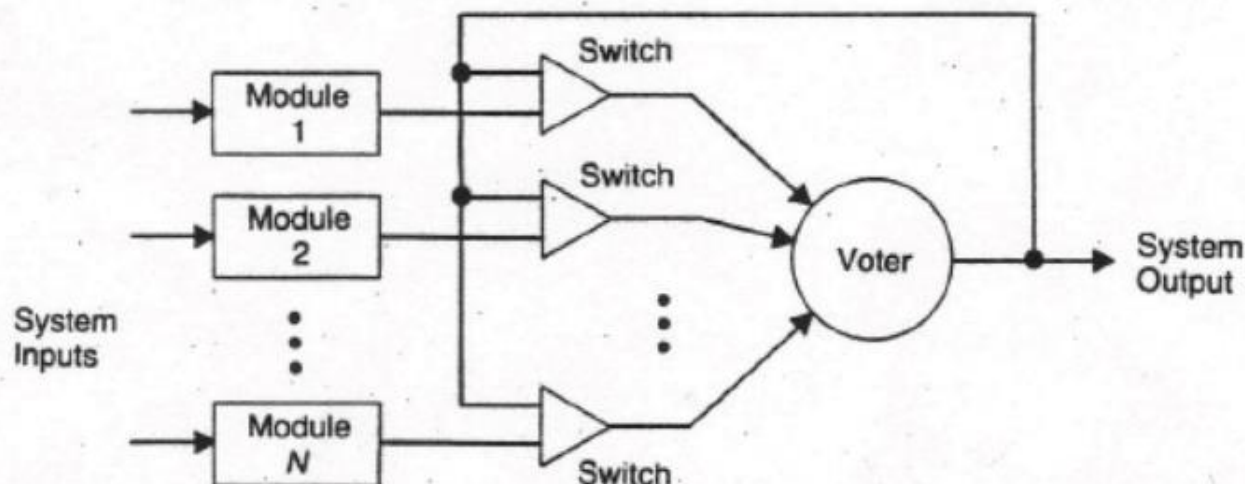 Switch
Module
1
Switch
Module
2
Voter
System
Output
System
Inputs
Module
N
Switch